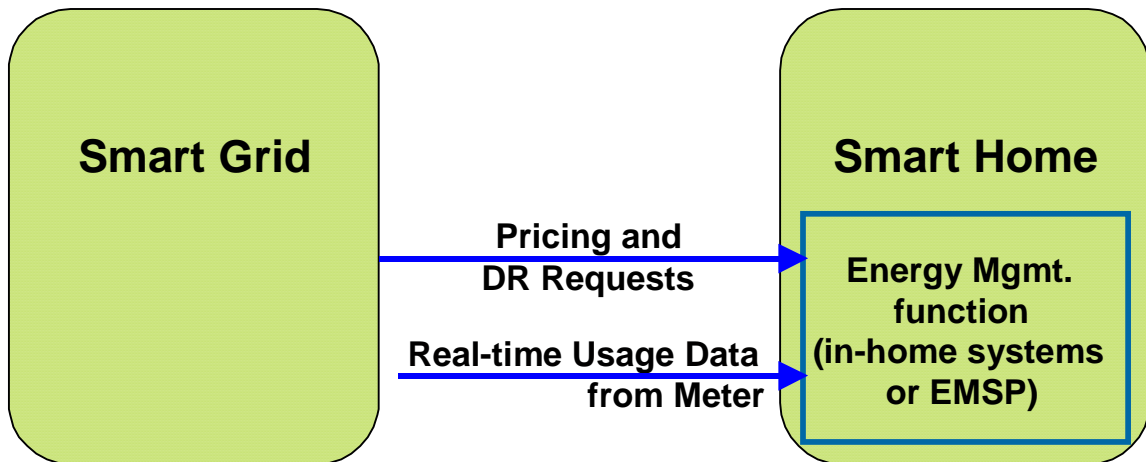 Smart Grid
Smart Home
Pricing and
DR Requests
Real-time Usage Data
from Meter
Energy Mgmt.
function
(in-home systems
or EMSP)